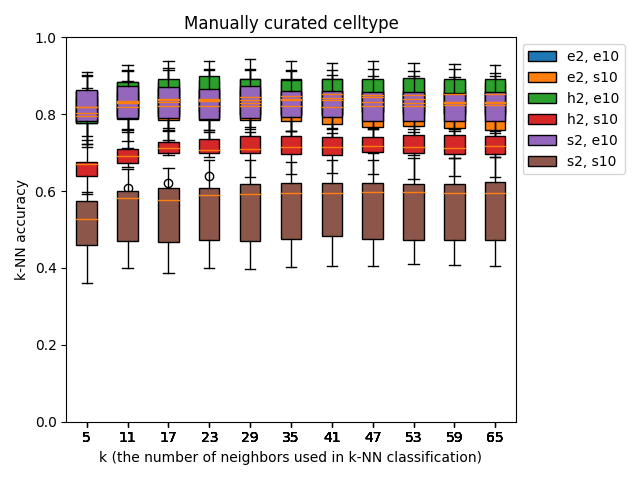 Manually curated celltype
1.0
0.8
0.6
0.4
0.2
0.0
k-NN accuracy
5 11 17 23 29 35 41 47 53 59 65
k (the number of neighbors used in k-NN classification)
e2, e10
e2, s10
h2, e10
h2, s10
s2, e10
s2, s10